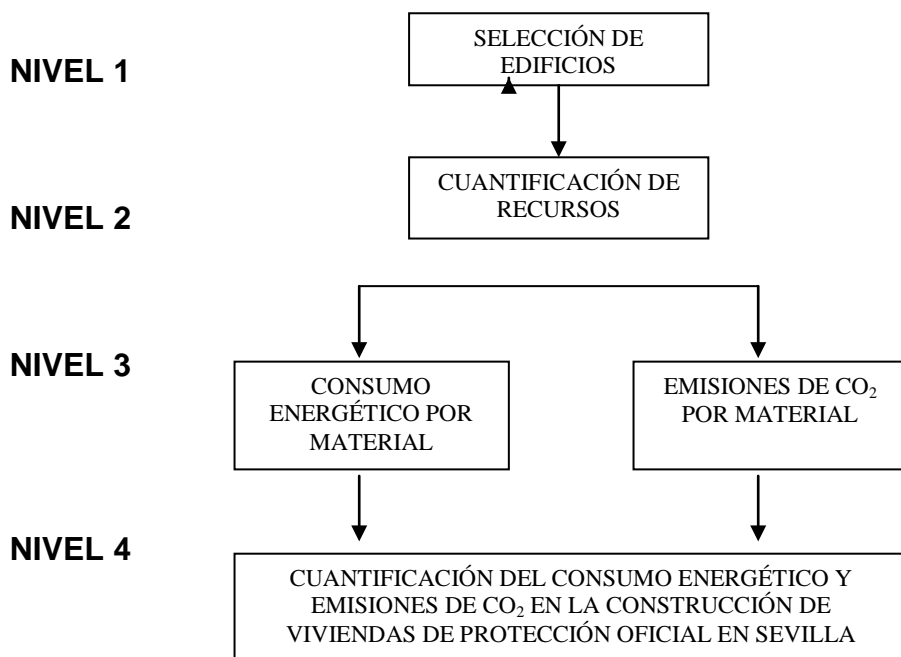 NIVEL 1
SELECCIÓN DE
EDIFICIOS
NIVEL 2
CUANTIFICACIÓN DE
RECURSOS
NIVEL 3
CONSUMO
ENERGÉTICO POR
MATERIAL
EMISIONES DE CO₂
POR MATERIAL
NIVEL 4
CUANTIFICACIÓN DEL CONSUMO ENERGÉTICO Y
EMISIONES DE CO₂ EN LA CONSTRUCCIÓN DE
VIVIENDAS DE PROTECCIÓN OFICIAL EN SEVILLA